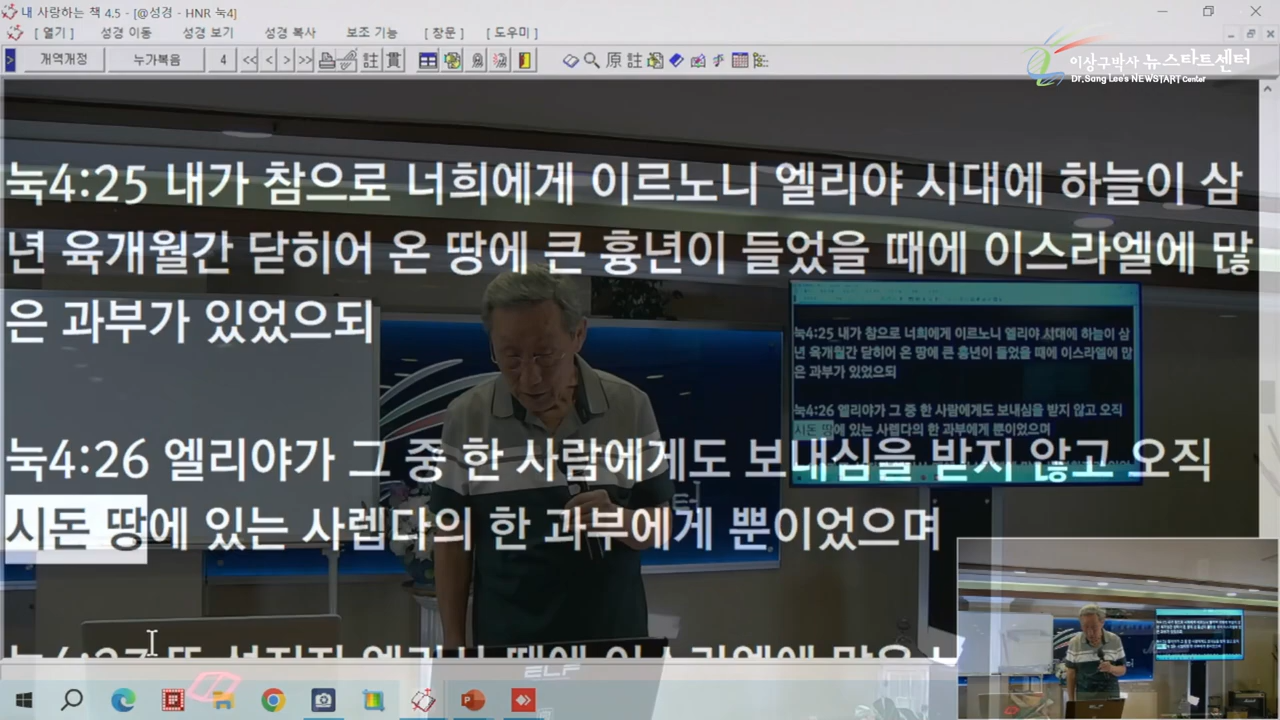 내 사랑하는 책 4.5 - [@성경 - HNR 눅4]
[ 열기 ] 성경 이동 성경 보기 성경 복사 보조 기능 [ 창문 ] [ 도우미 ]
개역개정 누가복음 4 << < > >> 註 貫 原 註
이상구박사 뉴스타트센터
Dr. Sang Lee's NEWSTART Center
눅4:25 내가 참으로 너희에게 이르노니 엘리야 시대에 하늘이 삼
년 육개월간 닫히어 온 땅에 큰 흉년이 들었을 때에 이스라엘에 많
은 과부가 있었으되
눅4:26 엘리야가 그 중 한 사람에게도 보내심을 받지 않고 오직
시돈 땅에 있는 사렙다의 한 과부에게 뿐이었으며
눅4:25 내가 참으로 너희에게 이르노니 엘리야 시대에 하늘이 삼
년 육개월간 닫히어 온 땅에 큰 흉년이 들었을 때에 이스라엘에 많
은 과부가 있었으되
눅4:26 엘리야가 그 중 한 사람에게도 보내심을 받지 않고 오직
시돈 땅에 있는 사렙다의 한 과부에게 뿐이었으며